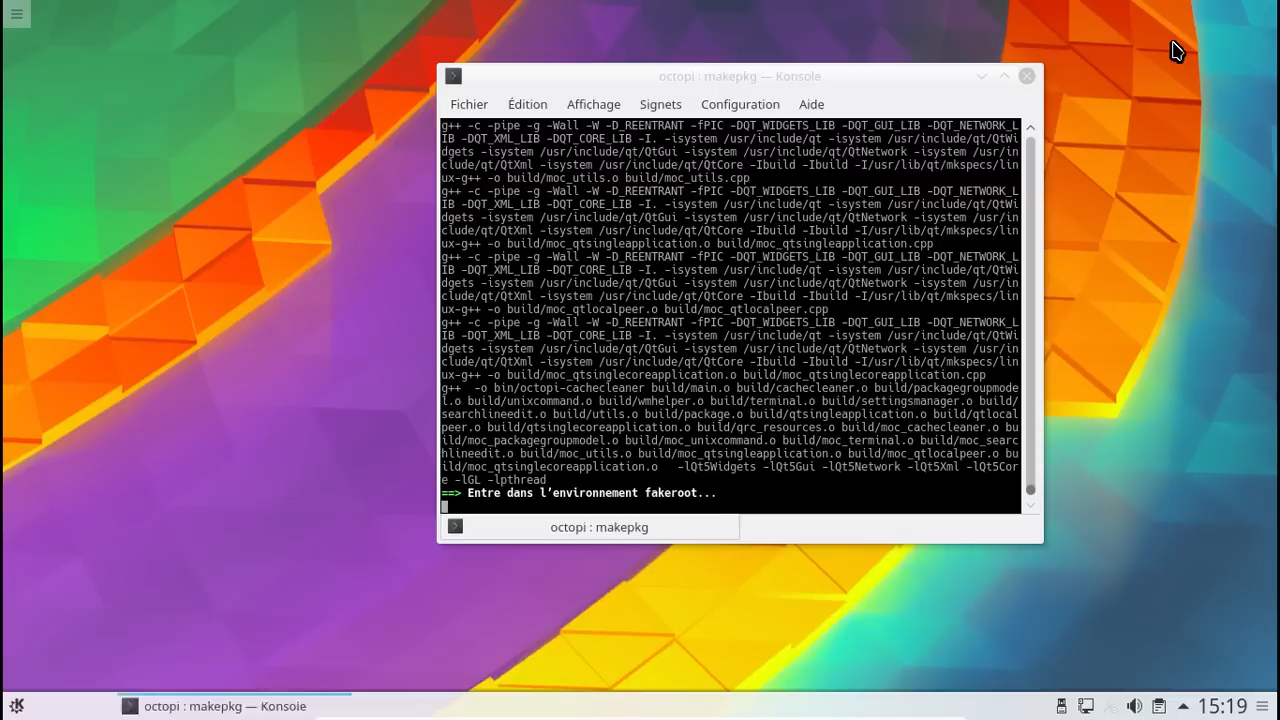 octopi : makepkg — Konsole
Fichier Édition Affichage Signets Configuration Aide
g++ -c -pipe -g -Wall -W -D_REENTRANT -fPIC -DQT_WIDGETS_LIB -DQT_GUI_LIB -DQT_NETWORK_L
IB -DQT_XML_LIB -DQT_CORE_LIB -I. -isystem /usr/include/qt -isystem /usr/include/qt/QtWi
dgets -isystem /usr/include/qt/QtGui -isystem /usr/include/qt/QtNetwork -isystem /usr/in
clude/qt/QtXml -isystem /usr/include/qt/QtCore -Ibuild -Ibuild -I/usr/lib/qt/mkspecs/lin
ux-g++ -o build/moc_utils.o build/moc_utils.cpp
g++ -c -pipe -g -Wall -W -D_REENTRANT -fPIC -DQT_WIDGETS_LIB -DQT_GUI_LIB -DQT_NETWORK_L
IB -DQT_XML_LIB -DQT_CORE_LIB -I. -isystem /usr/include/qt -isystem /usr/include/qt/QtWi
dgets -isystem /usr/include/qt/QtGui -isystem /usr/include/qt/QtNetwork -isystem /usr/in
clude/qt/QtXml -isystem /usr/include/qt/QtCore -Ibuild -Ibuild -I/usr/lib/qt/mkspecs/lin
ux-g++ -o build/moc_qtsingleapplication.o build/moc_qtsingleapplication.cpp
g++ -c -pipe -g -Wall -W -D_REENTRANT -fPIC -DQT_WIDGETS_LIB -DQT_GUI_LIB -DQT_NETWORK_L
IB -DQT_XML_LIB -DQT_CORE_LIB -I. -isystem /usr/include/qt -isystem /usr/include/qt/QtWi
dgets -isystem /usr/include/qt/QtGui -isystem /usr/include/qt/QtNetwork -isystem /usr/in
clude/qt/QtXml -isystem /usr/include/qt/QtCore -Ibuild -Ibuild -I/usr/lib/qt/mkspecs/lin
ux-g++ -o build/moc_qtlocalpeer.o build/moc_qtlocalpeer.cpp
g++ -c -pipe -g -Wall -W -D_REENTRANT -fPIC -DQT_WIDGETS_LIB -DQT_GUI_LIB -DQT_NETWORK_L
IB -DQT_XML_LIB -DQT_CORE_LIB -I. -isystem /usr/include/qt -isystem /usr/include/qt/QtWi
dgets -isystem /usr/include/qt/QtGui -isystem /usr/include/qt/QtNetwork -isystem /usr/in
clude/qt/QtXml -isystem /usr/include/qt/QtCore -Ibuild -Ibuild -I/usr/lib/qt/mkspecs/lin
ux-g++ -o build/moc_qtsinglecoreapplication.o build/moc_qtsinglecoreapplication.cpp
g++  -o bin/octopi-cachecleaner build/main.o build/cachecleaner.o build/packagegroupmode
l.o build/unixcommand.o build/wmhelper.o build/terminal.o build/settingsmanager.o build/
searchlineedit.o build/utils.o build/package.o build/qtsingleapplication.o build/qtlocal
peer.o build/qtsinglecoreapplication.o build/qrc_resources.o build/moc_cachecleaner.o bu
ild/moc_packagegroupmodel.o build/moc_unixcommand.o build/moc_terminal.o build/moc_searc
hlineedit.o build/moc_utils.o build/moc_qtsingleapplication.o build/moc_qtlocalpeer.o bu
ild/moc_qtsinglecoreapplication.o   -lQt5Widgets -lQt5Gui -lQt5Network -lQt5Xml -lQt5Cor
e -lGL -lpthread
==> Entre dans l’environnement fakeroot...
octopi : makepkg
octopi : makepkg — Konsole
15:19